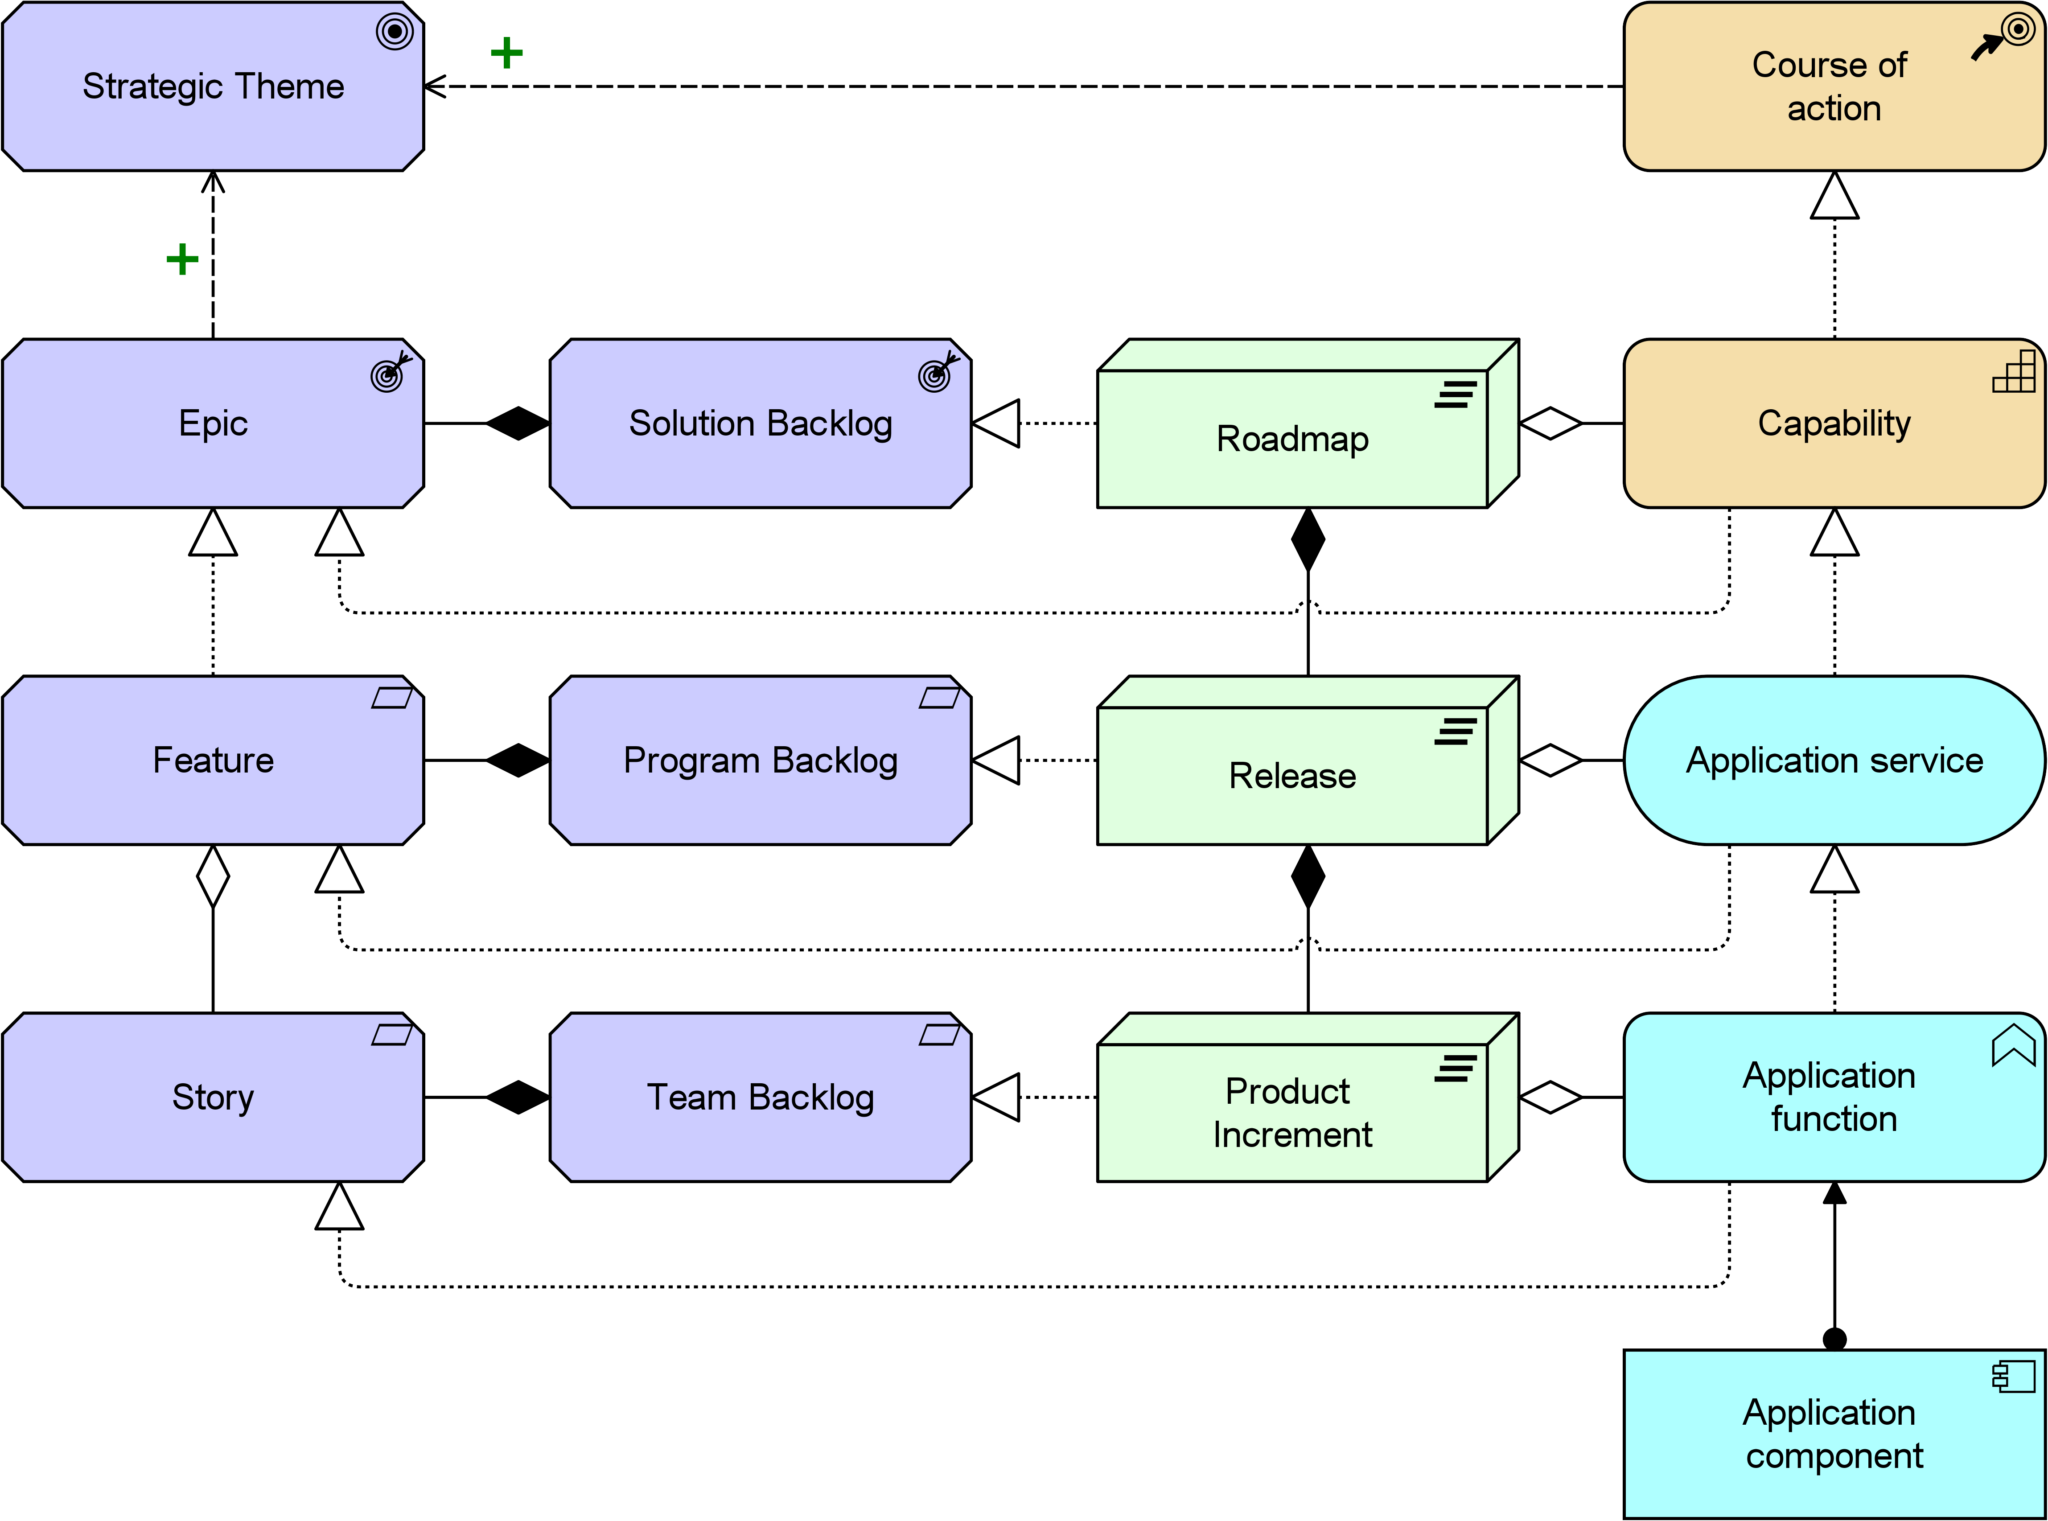 Strategic Theme
+
Course of
action
+
Epic
Solution Backlog
Roadmap
Capability
Feature
Program Backlog
Release
Application service
Story
Team Backlog
Product
Increment
Application
function
Application
component